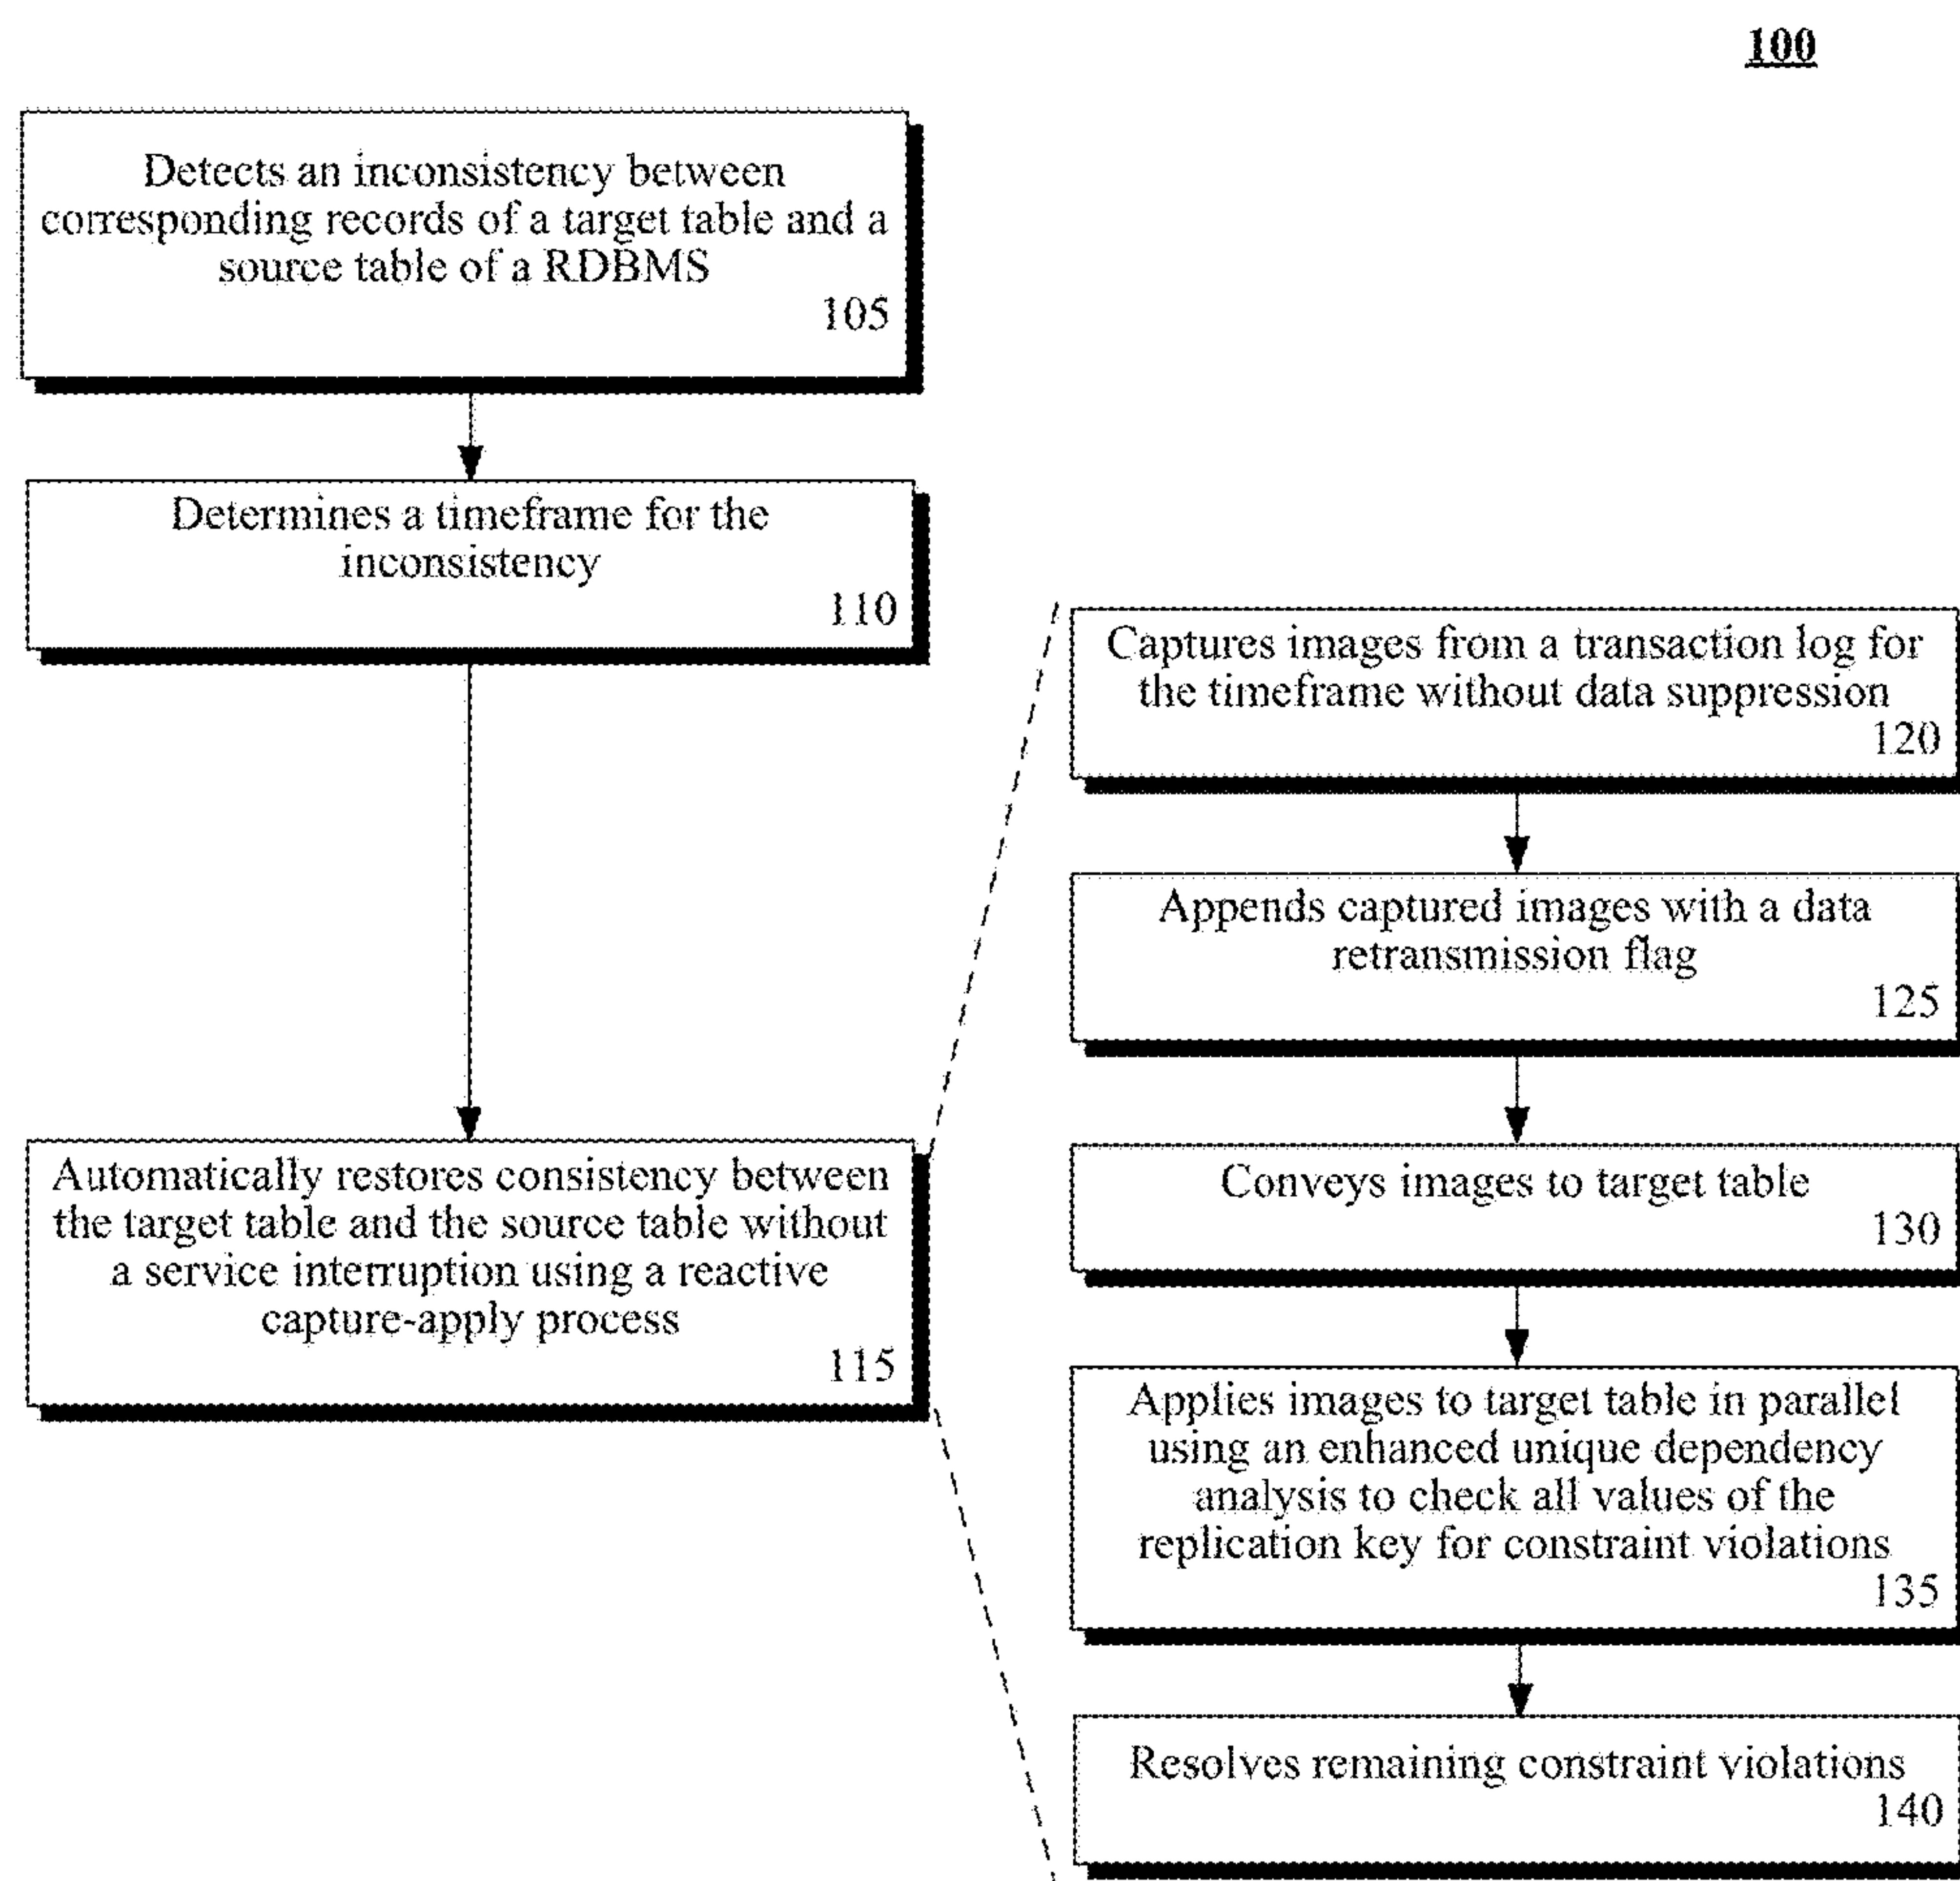 100
Detects an inconsistency between
corresponding records of a target table and a
source table of a RDBMS
105
Determines a timeframe for the
inconsistency
110
Automatically restores consistency between
the target table and the source table without
a service interruption using a reactive
capture-apply process
115
Captures images from a transaction log for
the timeframe without data suppression
120
Appends captured images with a data
retransmission flag
125
Conveys images to target table
130
Applies images to target table in parallel
using an enhanced unique dependency
analysis to check all values of the
replication key for constraint violations
135
Resolves remaining constraint violations
140